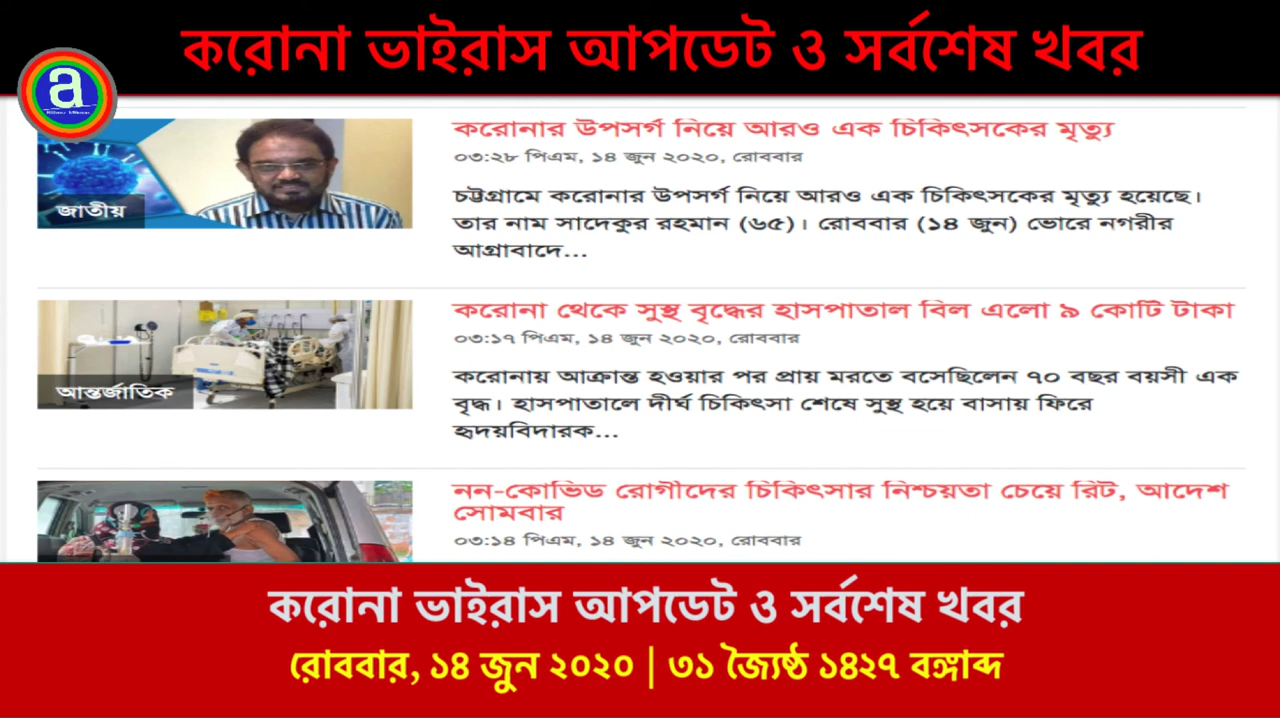 করোনা ভাইরাস আপডেট ও সর্বশেষ খবর
a
করোনার উপসর্গ নিয়ে আরও এক চিকিৎসকের মৃত্যু
০৩:২৮ পিএম, ১৪ জুন ২০২০, রোববার
জাতীয়
চট্টগ্রামে করোনার উপসর্গ নিয়ে আরও এক চিকিৎসকের মৃত্যু হয়েছে।
তার নাম সাদেকুর রহমান (৬৫)। রোববার (১৪ জুন) ভোরে নগরীর
আগ্রাবাদে...
করোনা থেকে সুস্থ বৃদ্ধের হাসপাতাল বিল এলো ৯ কোটি টাকা
০৩:১৭ পিএম, ১৪ জুন ২০২০, রোববার
আন্তর্জাতিক
করোনায় আক্রান্ত হওয়ার পর প্রায় মরতে বসেছিলেন ৭০ বছর বয়সী এক
বৃদ্ধ। হাসপাতালে দীর্ঘ চিকিৎসা শেষে সুস্থ হয়ে বাসায় ফিরে
হৃদয়বিদারক...
নন-কোভিড রোগীদের চিকিৎসার নিশ্চয়তা চেয়ে রিট, আদেশ
সোমবার
০৩:১৪ পিএম, ১৪ জুন ২০২০, রোববার
করোনা ভাইরাস আপডেট ও সর্বশেষ খবর
রোববার, ১৪ জুন ২০২০ | ৩১ জ্যৈষ্ঠ ১৪২৭ বঙ্গাব্দ